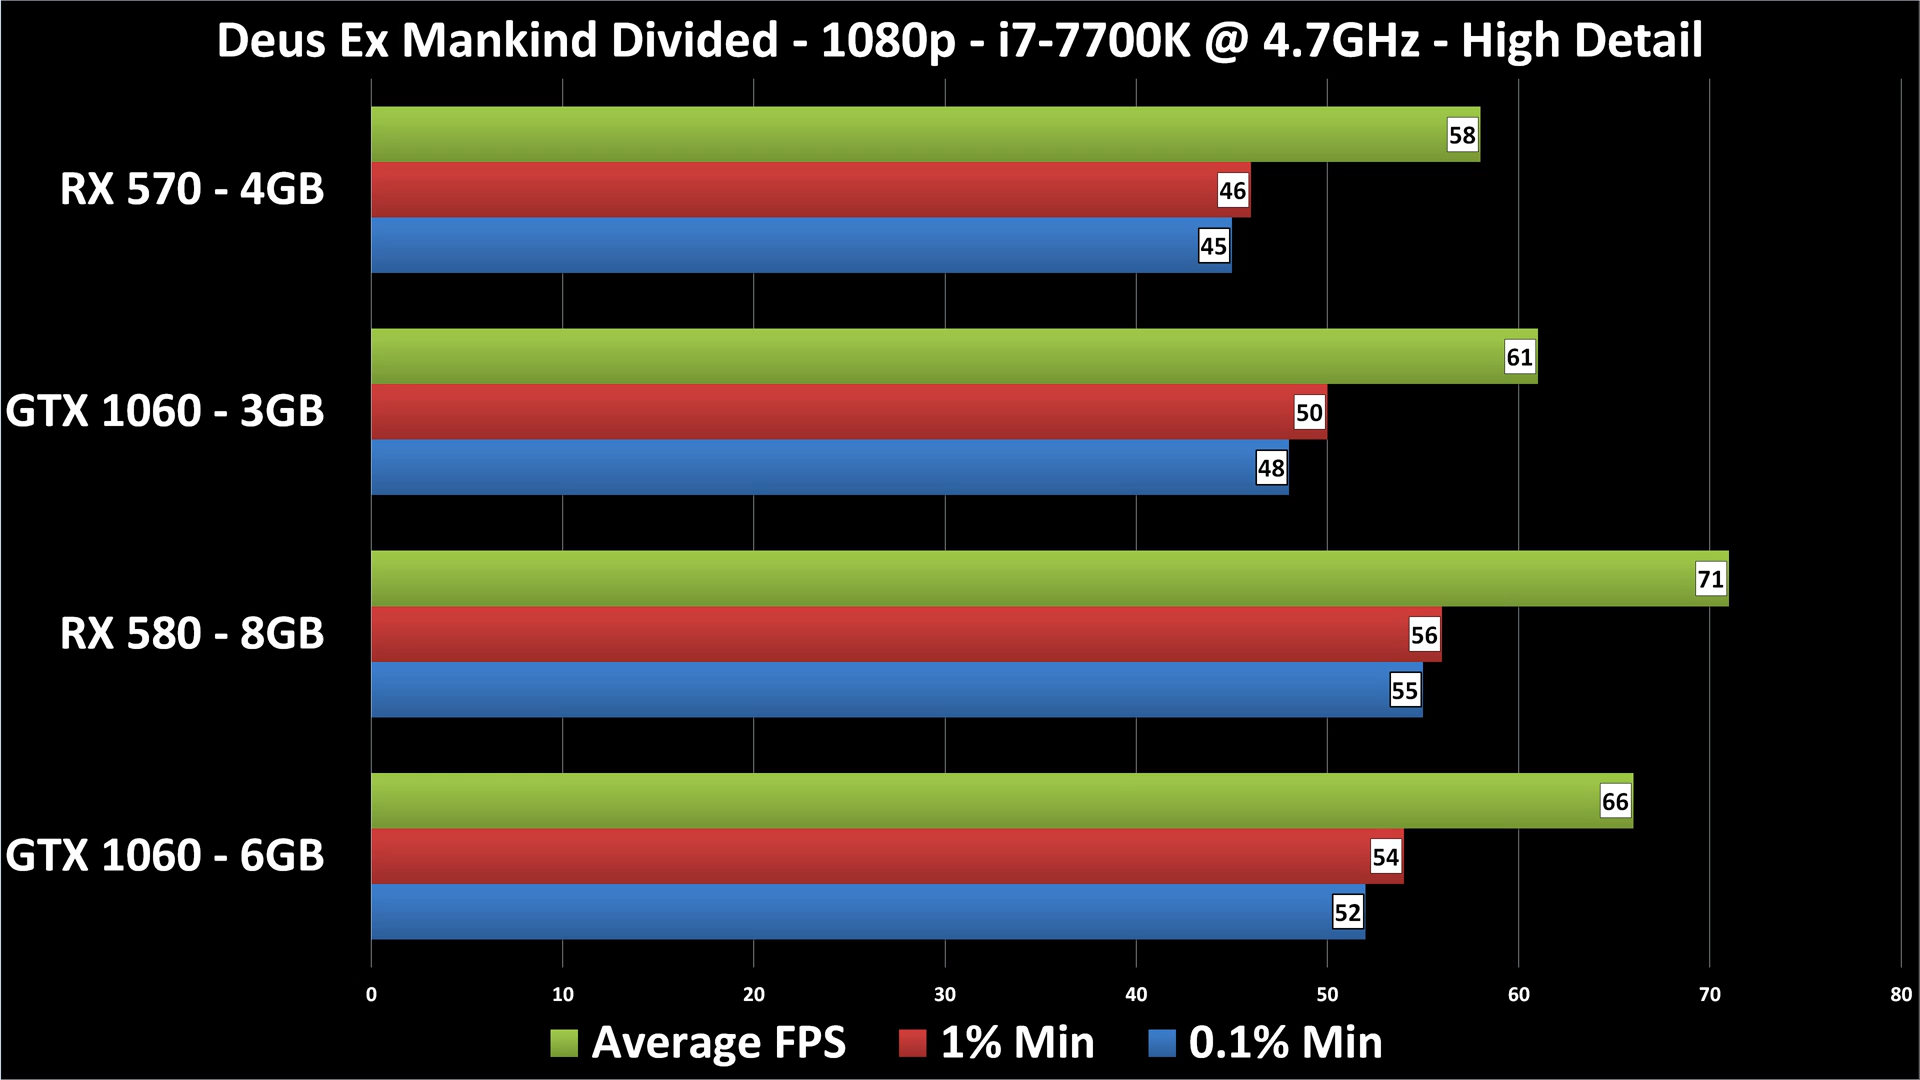 Deus Ex Mankind Divided - 1080p - i7-7700K @ 4.7GHz - High Detail
RX 570 - 4GB
58
46
45
GTX 1060 - 3GB
61
50
48
RX 580 - 8GB
71
56
55
GTX 1060 - 6GB
66
54
52
0 10 20 30 40 50 60 70 80
Average FPS 1% Min 0.1% Min